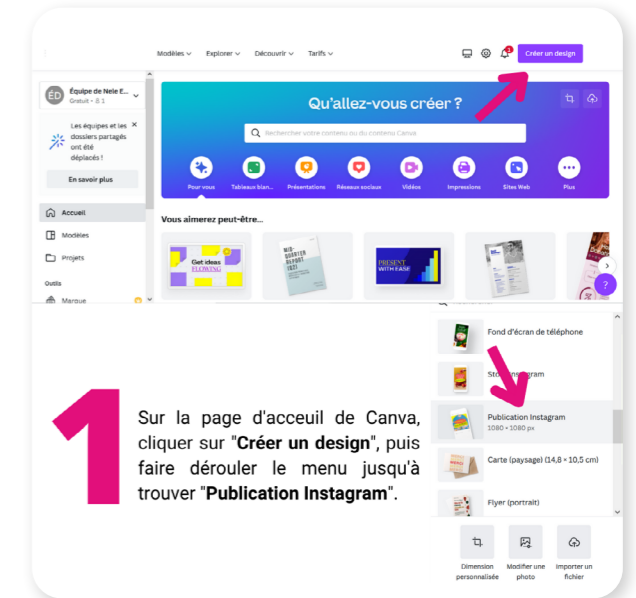 Modèles Explorer Découvrir Tarifs
1
Créer un design
ÉD
Équipe de Nele E...
Gratuit • 1
Les équipes et les ×
dossiers partagés
ont été
déplacés !
En savoir plus
Accueil
Modèles
Projets
Outils
Marque
Qu'allez-vous créer ?
Rechercher votre contenu ou du contenu Canva
Pour vous Tableaux blan... Présentations Réseaux sociaux Vidéos Impressions Sites Web Plus
Vous aimerez peut-être...
Get ideas
FLOWING
MID-
QUARTER
REPORT
PRESENT
WITH EASE
?
1
Sur la page d'acceuil de Canva,
cliquer sur "Créer un design", puis
faire dérouler le menu jusqu'à
trouver "Publication Instagram".
Fond d'écran de téléphone
Publication Instagram
1080 × 1080 px
Carte (paysage) (14,8 × 10,5 cm)
Flyer (portrait)
Dimension
personnalisée
Modifier une
photo
Importer un
fichier